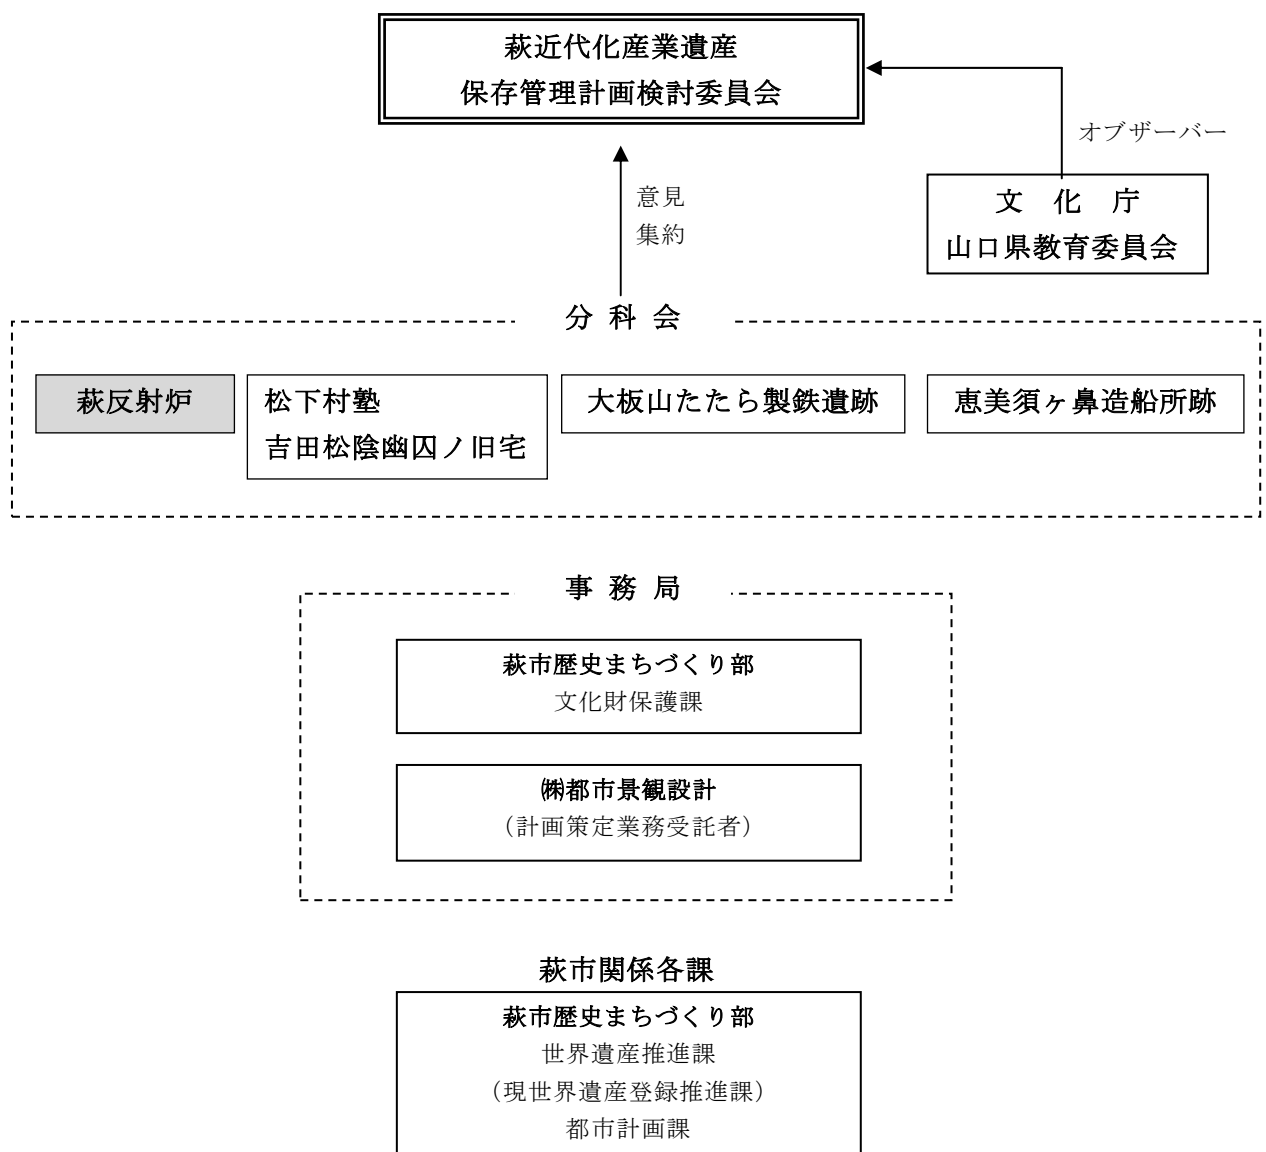 萩近代化産業遺産
保存管理計画検討委員会
オブザーバー
文 化 庁
山口県教育委員会
意見
集約
分 科 会
萩反射炉
松下村塾
吉田松陰幽囚ノ旧宅
大板山たたら製鉄遺跡
恵美須ヶ鼻造船所跡
事 務 局
萩市歴史まちづくり部
文化財保護課
㈱都市景観設計
（計画策定業務受託者）
萩市関係各課
萩市歴史まちづくり部
世界遺産推進課
（現世界遺産登録推進課）
都市計画課